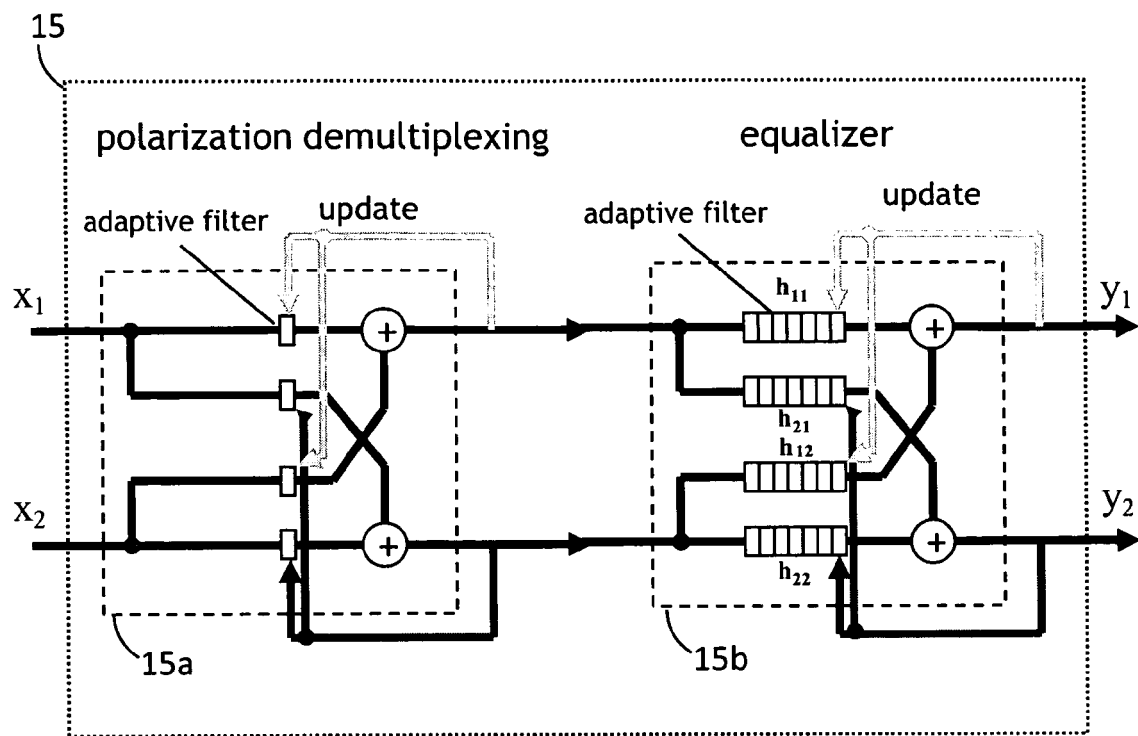 15
polarization demultiplexing
equalizer
update
update
adaptive filter
adaptive filter
x1
h11
y1
+
+
h21
h12
x2
y2
+
+
h22
15a
15b